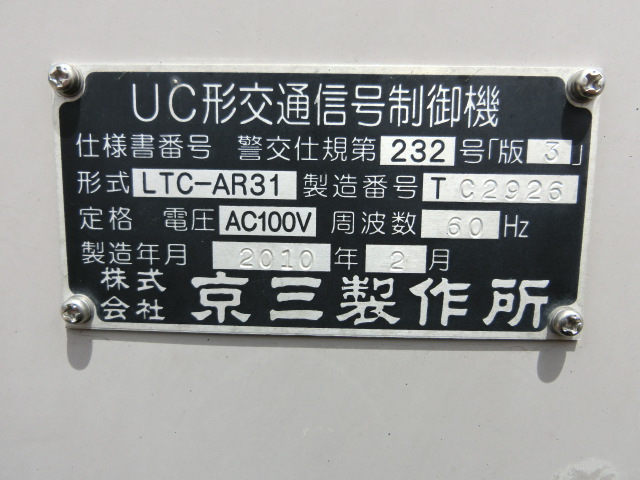 UC形交通信号制御機
仕様書番号 警交仕規第 232 号「版 3」
形式 LTC-AR31 製造番号 T C2926
定格 電圧 AC100V 周波数 60 Hz
製造年月 2010 年 2 月
株式会社 京三製作所